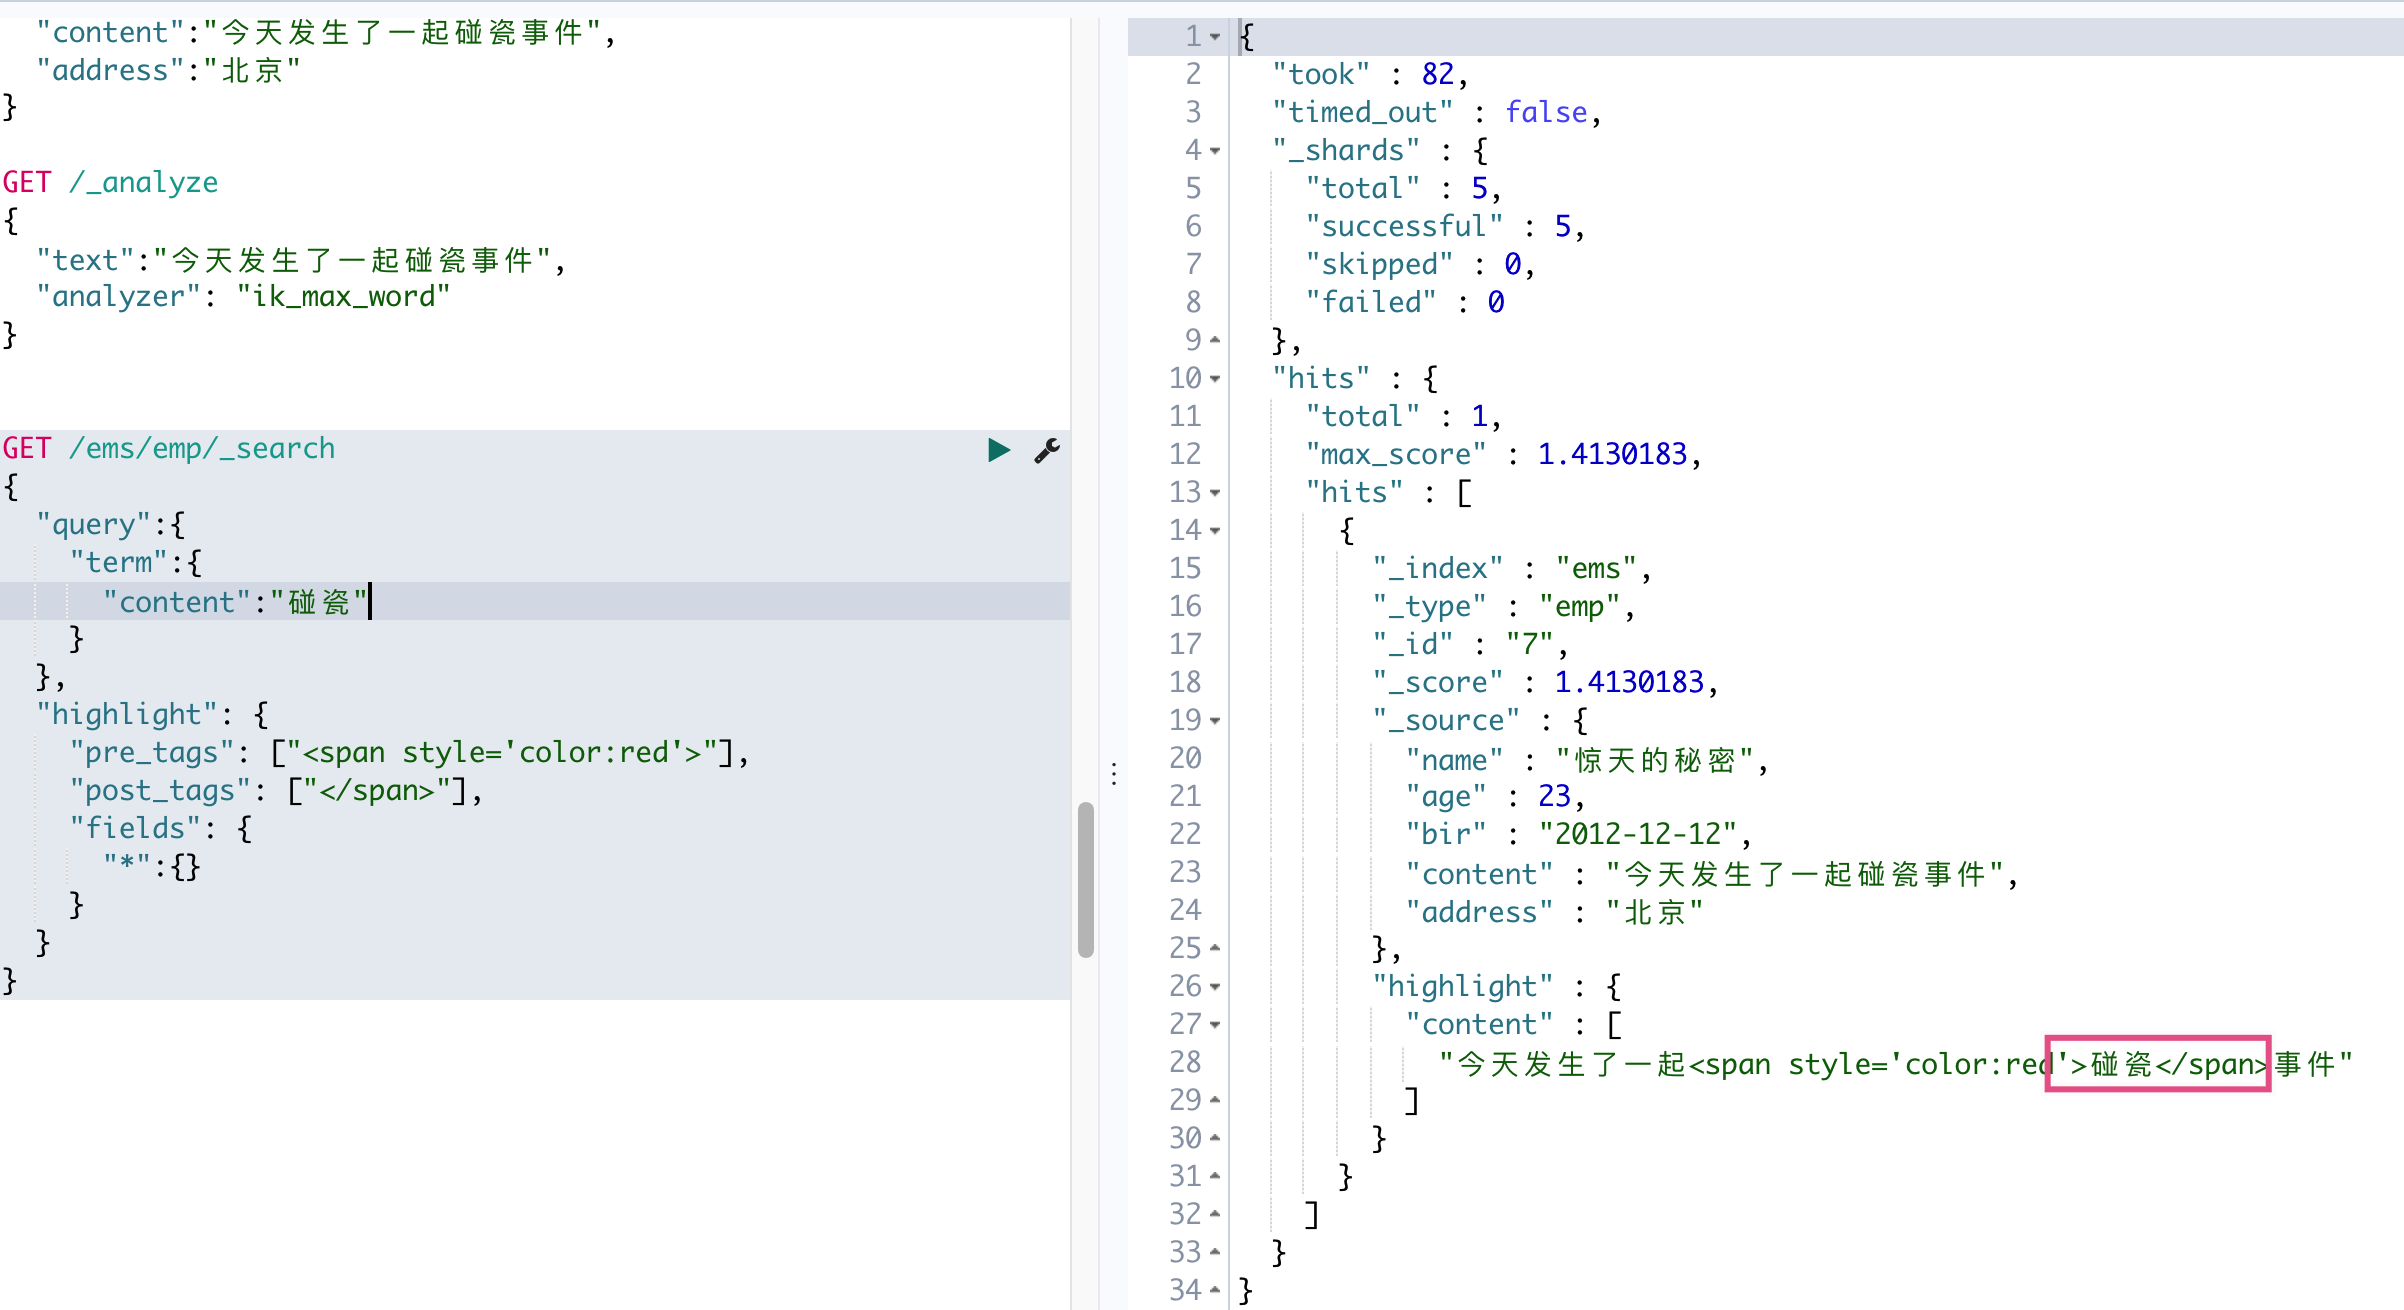 "content":"今天发生了一起碰瓷事件",
"address":"北京"
}
GET /_analyze
{
"text":"今天发生了一起碰瓷事件",
"analyzer": "ik_max_word"
}
GET /ems/emp/_search
{
"query":{
"term":{
"content":"碰瓷"
}
},
"highlight": {
"pre_tags": ["<span style='color:red'>"],
"post_tags": ["</span>"],
"fields": {
"*":{}
}
}
}
1 {
2 "took" : 82,
3 "timed_out" : false,
4 "_shards" : {
5 "total" : 5,
6 "successful" : 5,
7 "skipped" : 0,
8 "failed" : 0
9 },
10 "hits" : {
11 "total" : 1,
12 "max_score" : 1.4130183,
13 "hits" : [
14 {
15 "_index" : "ems",
16 "_type" : "emp",
17 "_id" : "7",
18 "_score" : 1.4130183,
19 "_source" : {
20 "name" : "惊天的秘密",
21 "age" : 23,
22 "bir" : "2012-12-12",
23 "content" : "今天发生了一起碰瓷事件",
24 "address" : "北京"
25 },
26 "highlight" : {
27 "content" : [
28 "今天发生了一起<span style='color:red'>碰瓷</span>事件"
29 ]
30 }
31 }
32 ]
33 }
34 }